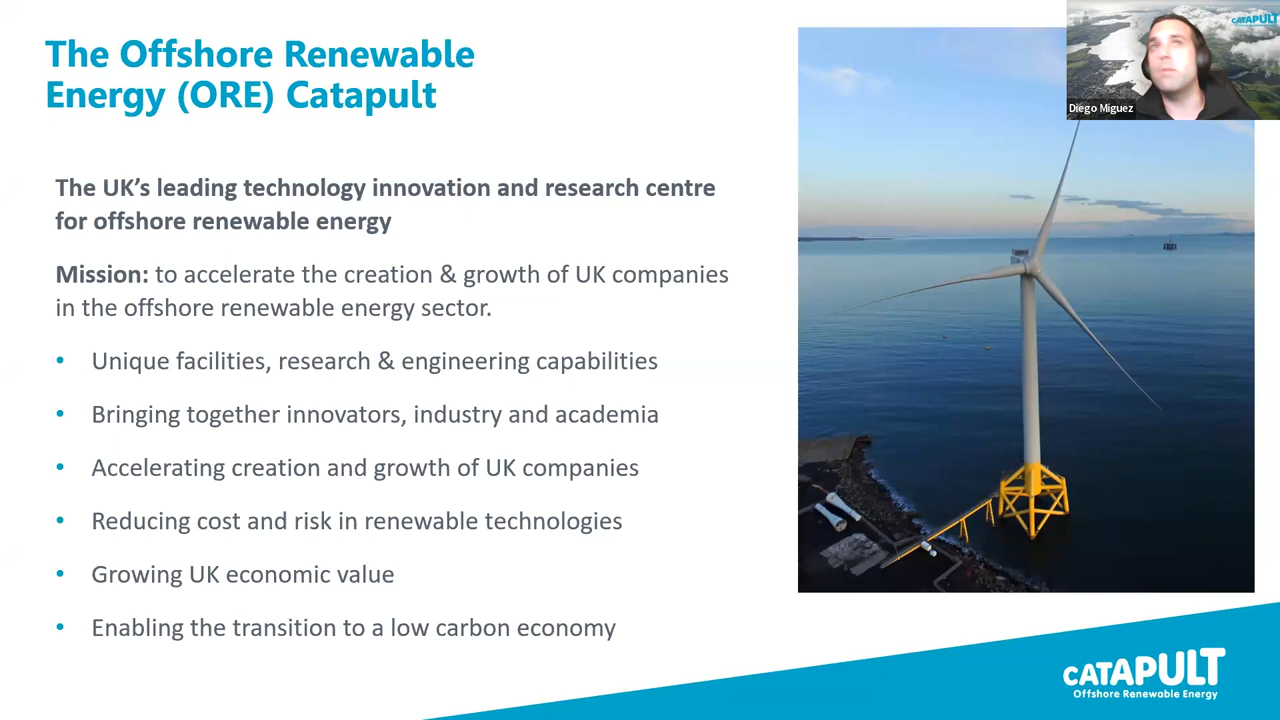 The Offshore Renewable
Energy (ORE) Catapult
The UK's leading technology innovation and research centre
for offshore renewable energy
Mission: to accelerate the creation & growth of UK companies
in the offshore renewable energy sector.
• Unique facilities, research & engineering capabilities
• Bringing together innovators, industry and academia
• Accelerating creation and growth of UK companies
• Reducing cost and risk in renewable technologies
• Growing UK economic value
• Enabling the transition to a low carbon economy
CATAPULT
Diego Miguez
CATAPULT
Offshore Renewable Energy